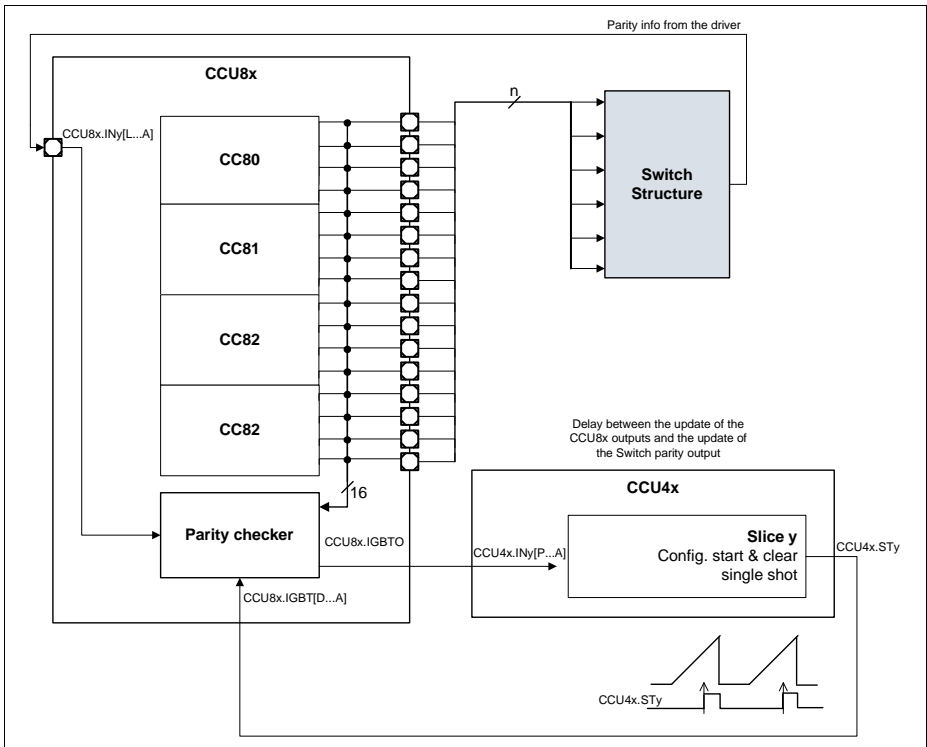 Parity info from the driver
CCU8x
n
CCU8x.INy[L...A]
CC80
Switch
Structure
CC81
CC82
CC82
Delay between the update of the
CCU8x outputs and the update of
the Switch parity output
16
CCU4x
Parity checker
CCU8x.IGBTO
CCU4x.INy[P...A]
Slice y
Config. start & clear
single shot
CCU4x.STy
CCU8x.IGBT[D...A]
CCU4x.STy